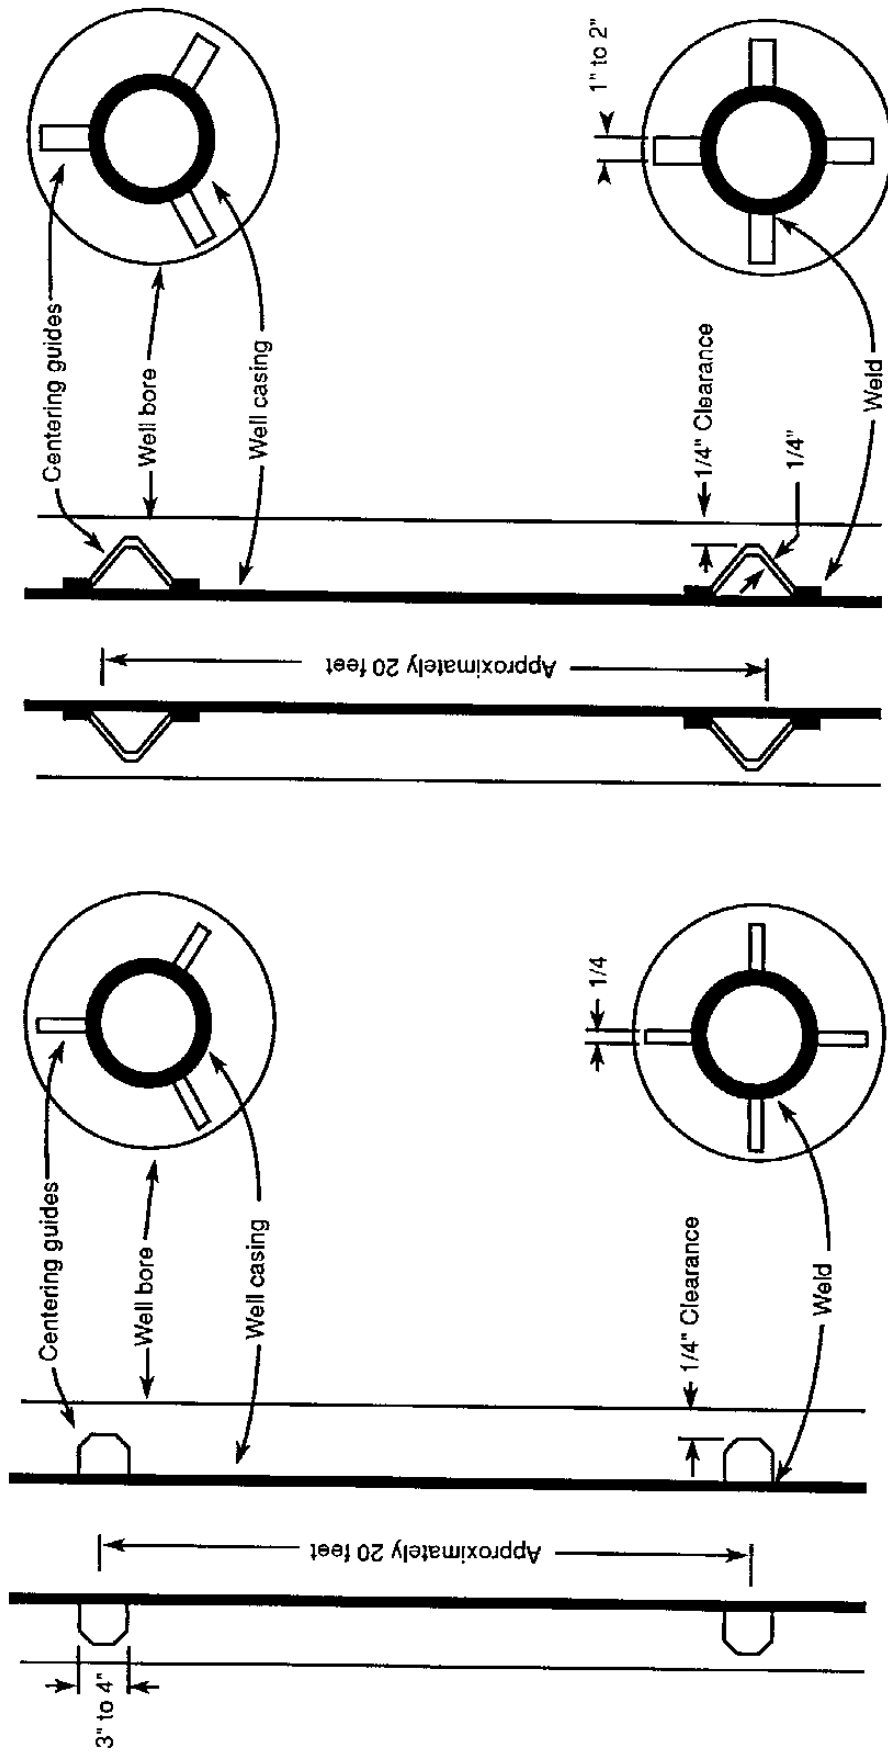 Centering guides
Well bore
Well casing
1" to 2"
1/4" Clearance
1/4"
Weld
Approximately 20 feet
Centering guides
Well bore
Well casing
1/4
1/4" Clearance
Weld
Approximately 20 feet
3" to 4"